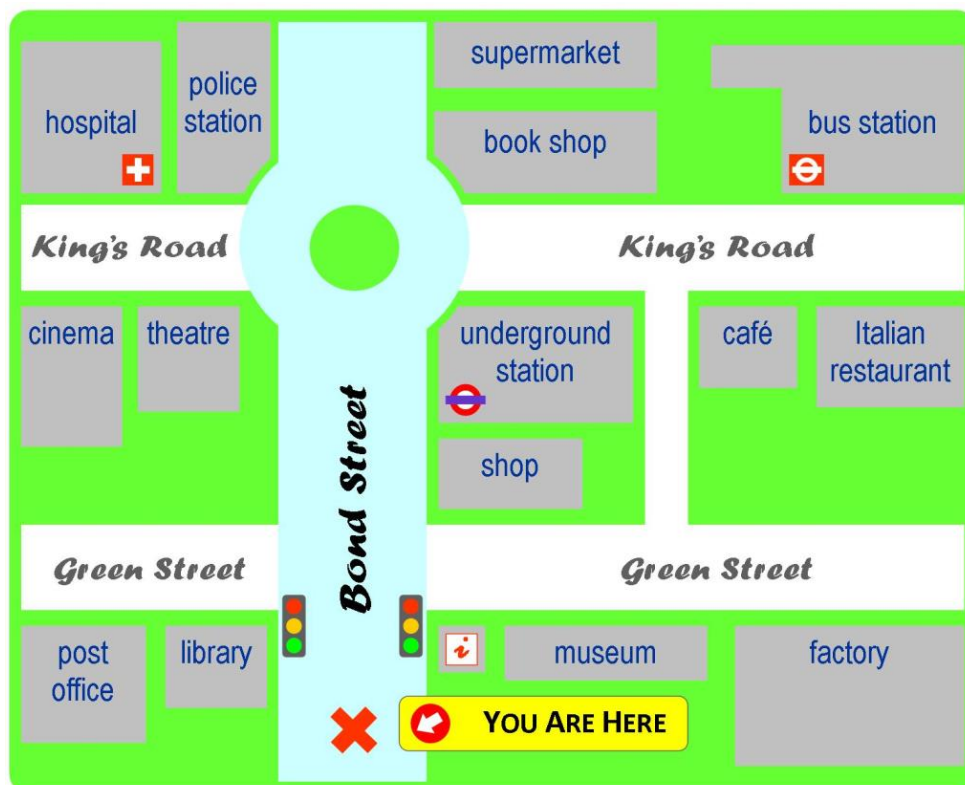 supermarket
police
station
hospital
book shop
bus station
King's Road
King's Road
cinema
theatre
underground
station
café
Italian
restaurant
shop
Bond Street
Green Street
Green Street
post
office
library
i
museum
factory
YOU ARE HERE